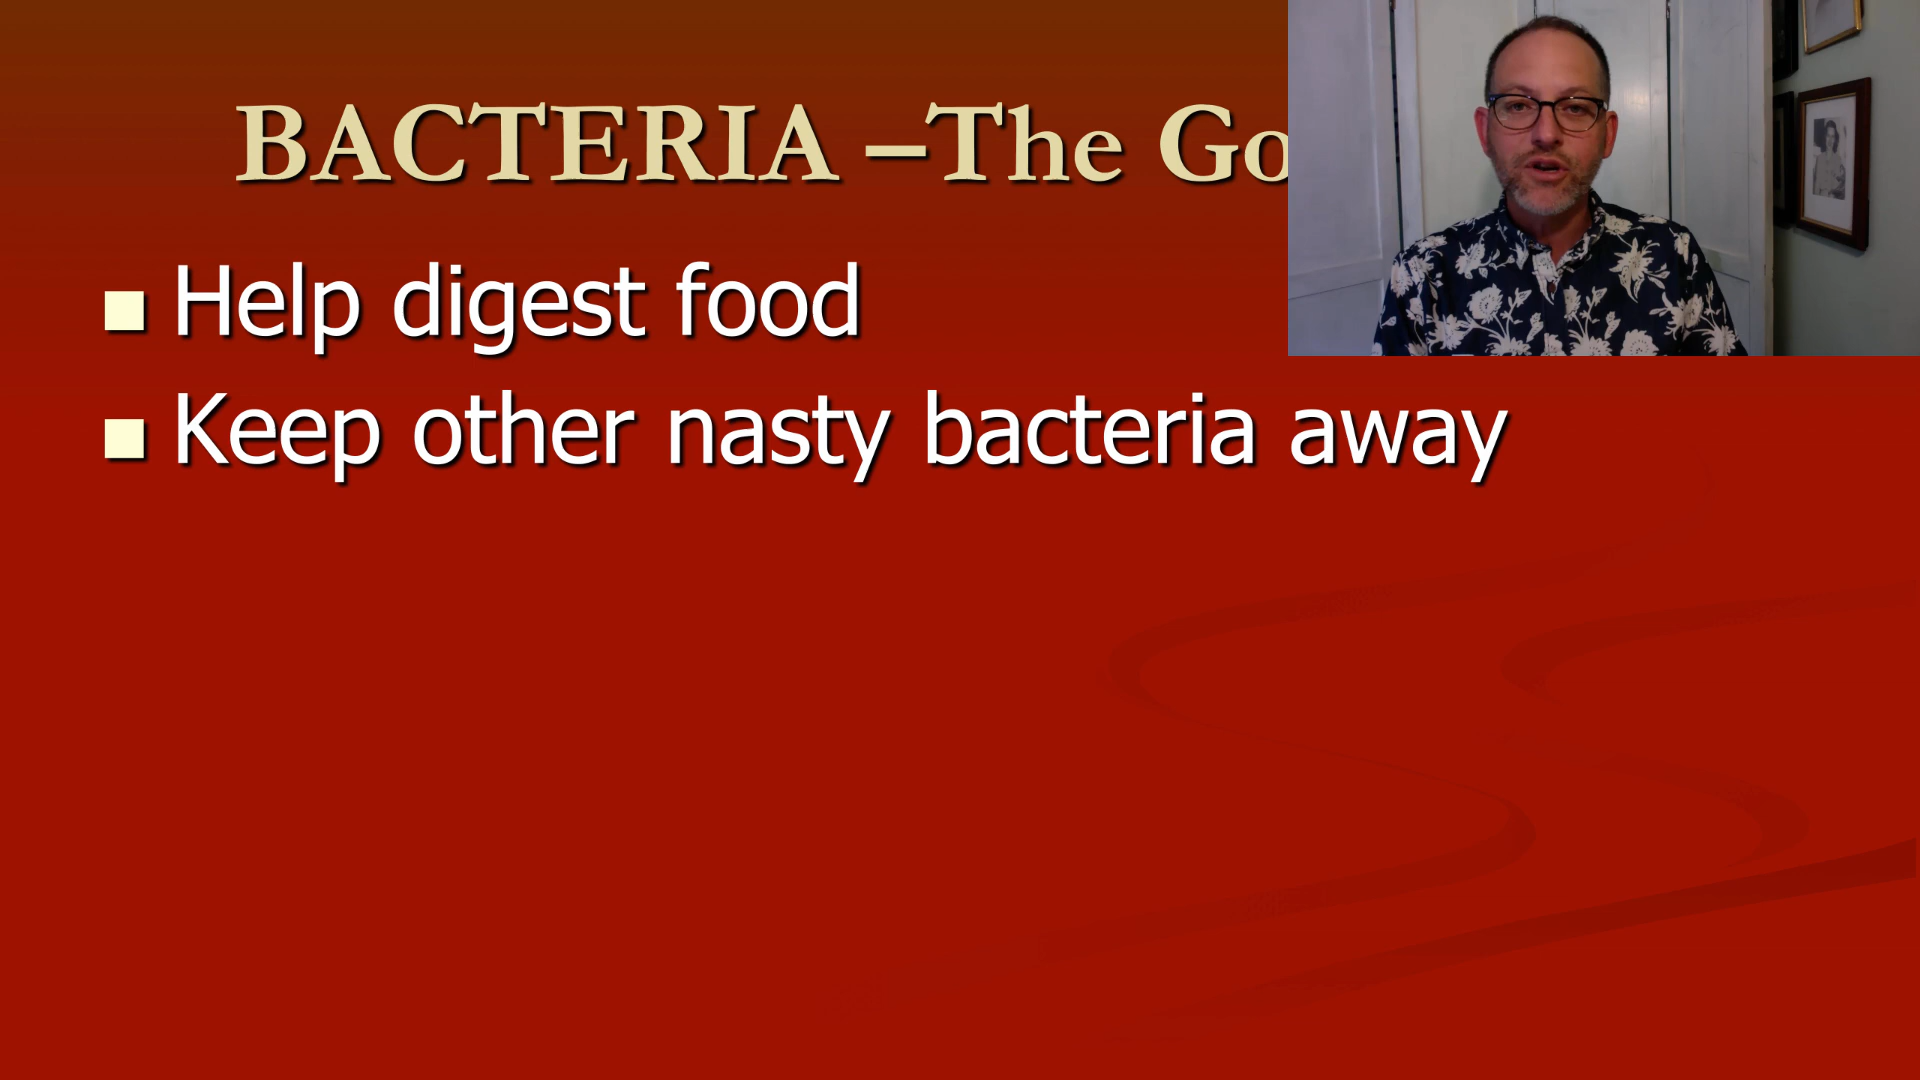 BACTERIA –The Go
Help digest food
Keep other nasty bacteria away